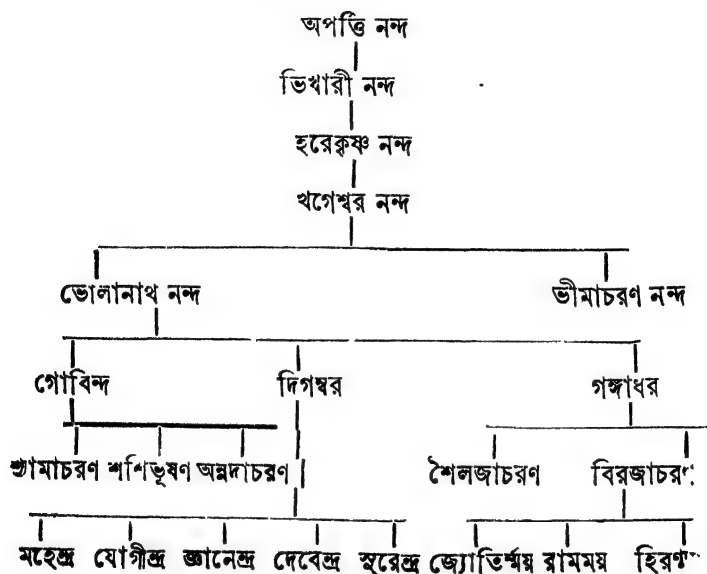 অপর্ত্তি নন্দ
ভিখারী নন্দ
হরেকৃষ্ণ নন্দ
খগেশ্বর নন্দ
ভোলানাথ নন্দ ভীমাচরণ নন্দ
গোবিন্দ দিগম্বর গঙ্গাধর
শ্যামাচরণ শশিভূষণ অন্নদাচরণ শৈলজাচরণ বিরজাচরণ
মহেন্দ্র যোগীন্দ্র জ্ঞানেন্দ্র দেবেন্দ্র সুরেন্দ্র জ্যোতির্ম্ময় রামময়